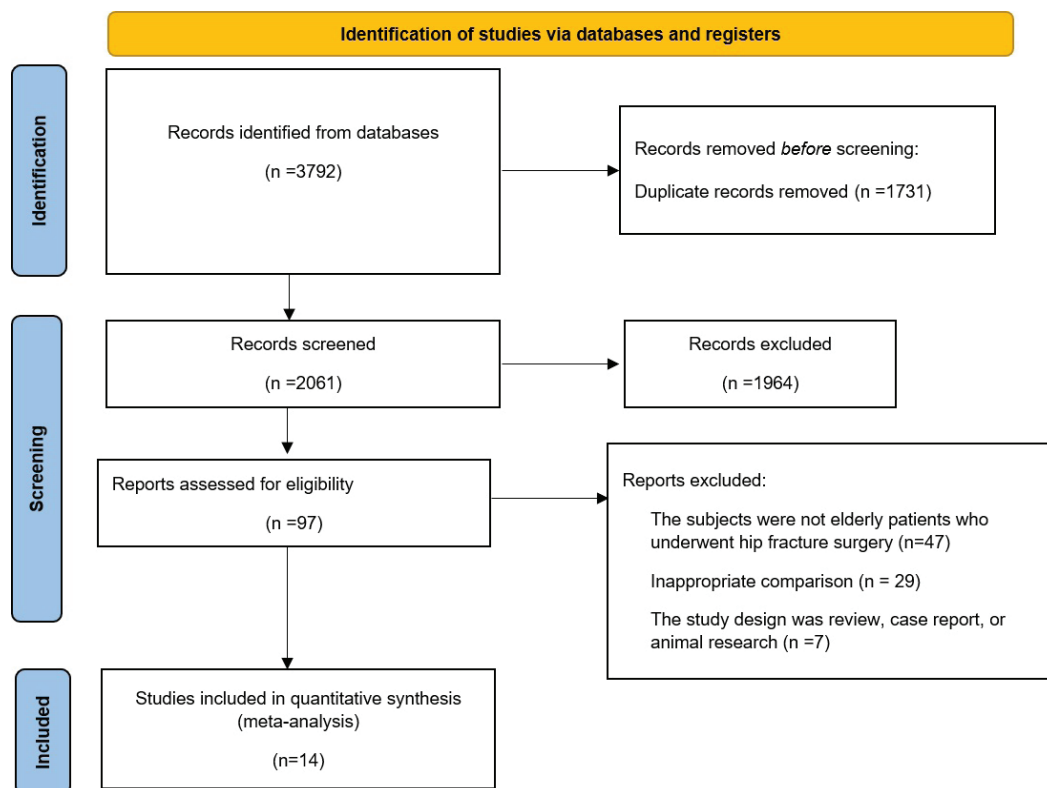 Identification of studies via databases and registers
Identification
Records identified from databases
(n =3792)
Records removed before screening:
Duplicate records removed (n =1731)
Screening
Records screened
(n =2061)
Records excluded
(n =1964)
Reports assessed for eligibility
(n =97)
Reports excluded:
The subjects were not elderly patients who
underwent hip fracture surgery (n=47)
Inappropriate comparison (n = 29)
The study design was review, case report, or
animal research (n =7)
Included
Studies included in quantitative synthesis
(meta-analysis)
(n=14)